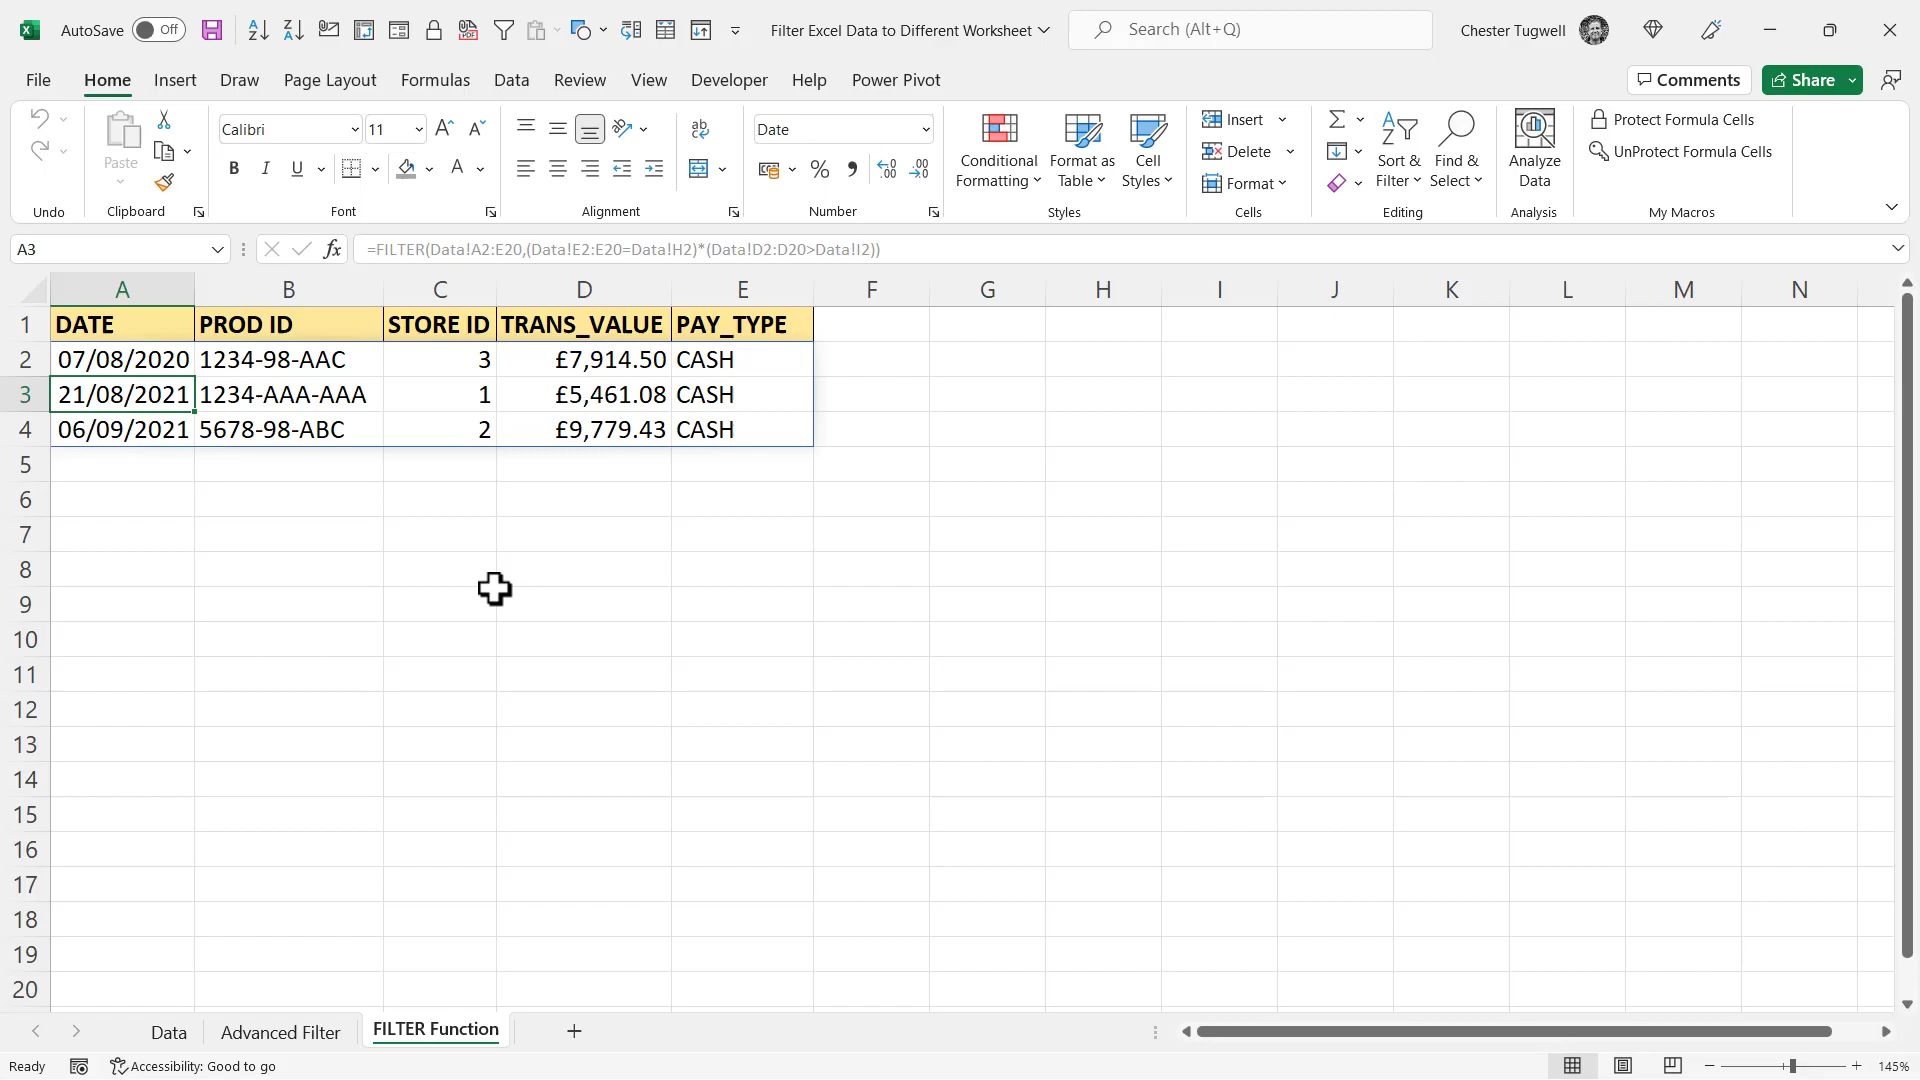 AutoSave Off Filter Excel Data to Different Worksheet Search (Alt+Q) Chester Tugwell
File Home Insert Draw Page Layout Formulas Data Review View Developer Help Power Pivot Comments Share
Calibri 11 ab Date Insert Protect Formula Cells
Paste B I U A % Conditional Formatting Format as Table Cell Styles Delete Sort & Filter Find & Select Analyze Data UnProtect Formula Cells
Format
Undo Clipboard Font Alignment Number Styles Cells Editing Analysis My Macros
A3 fx =FILTER(Data!A2:E20,(Data!E2:E20=Data!H2)*(Data!D2:D20>Data!I2))
A B C D E F G H I J K L M N
1 DATE PROD ID STORE ID TRANS_VALUE PAY_TYPE
2 07/08/2020 1234-98-AAC 3 £7,914.50 CASH
3 21/08/2021 1234-AAA-AAA 1 £5,461.08 CASH
4 06/09/2021 5678-98-ABC 2 £9,779.43 CASH
5
6
7
8
9
10
11
12
13
14
15
16
17
18
19
20
Data Advanced Filter FILTER Function
Ready Accessibility: Good to go 145%